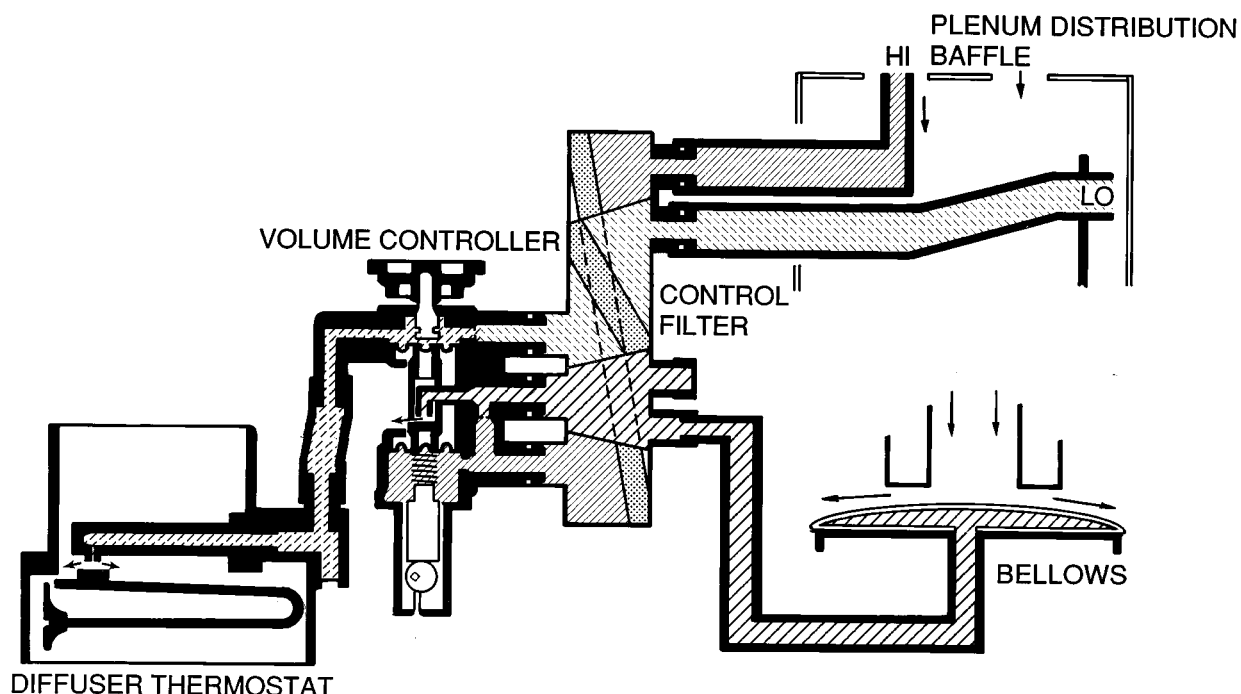 PLENUM DISTRIBUTION
HI BAFFLE
LO
VOLUME CONTROLLER
CONTROL
FILTER
BELLOWS
DIFFUSER THERMOSTAT